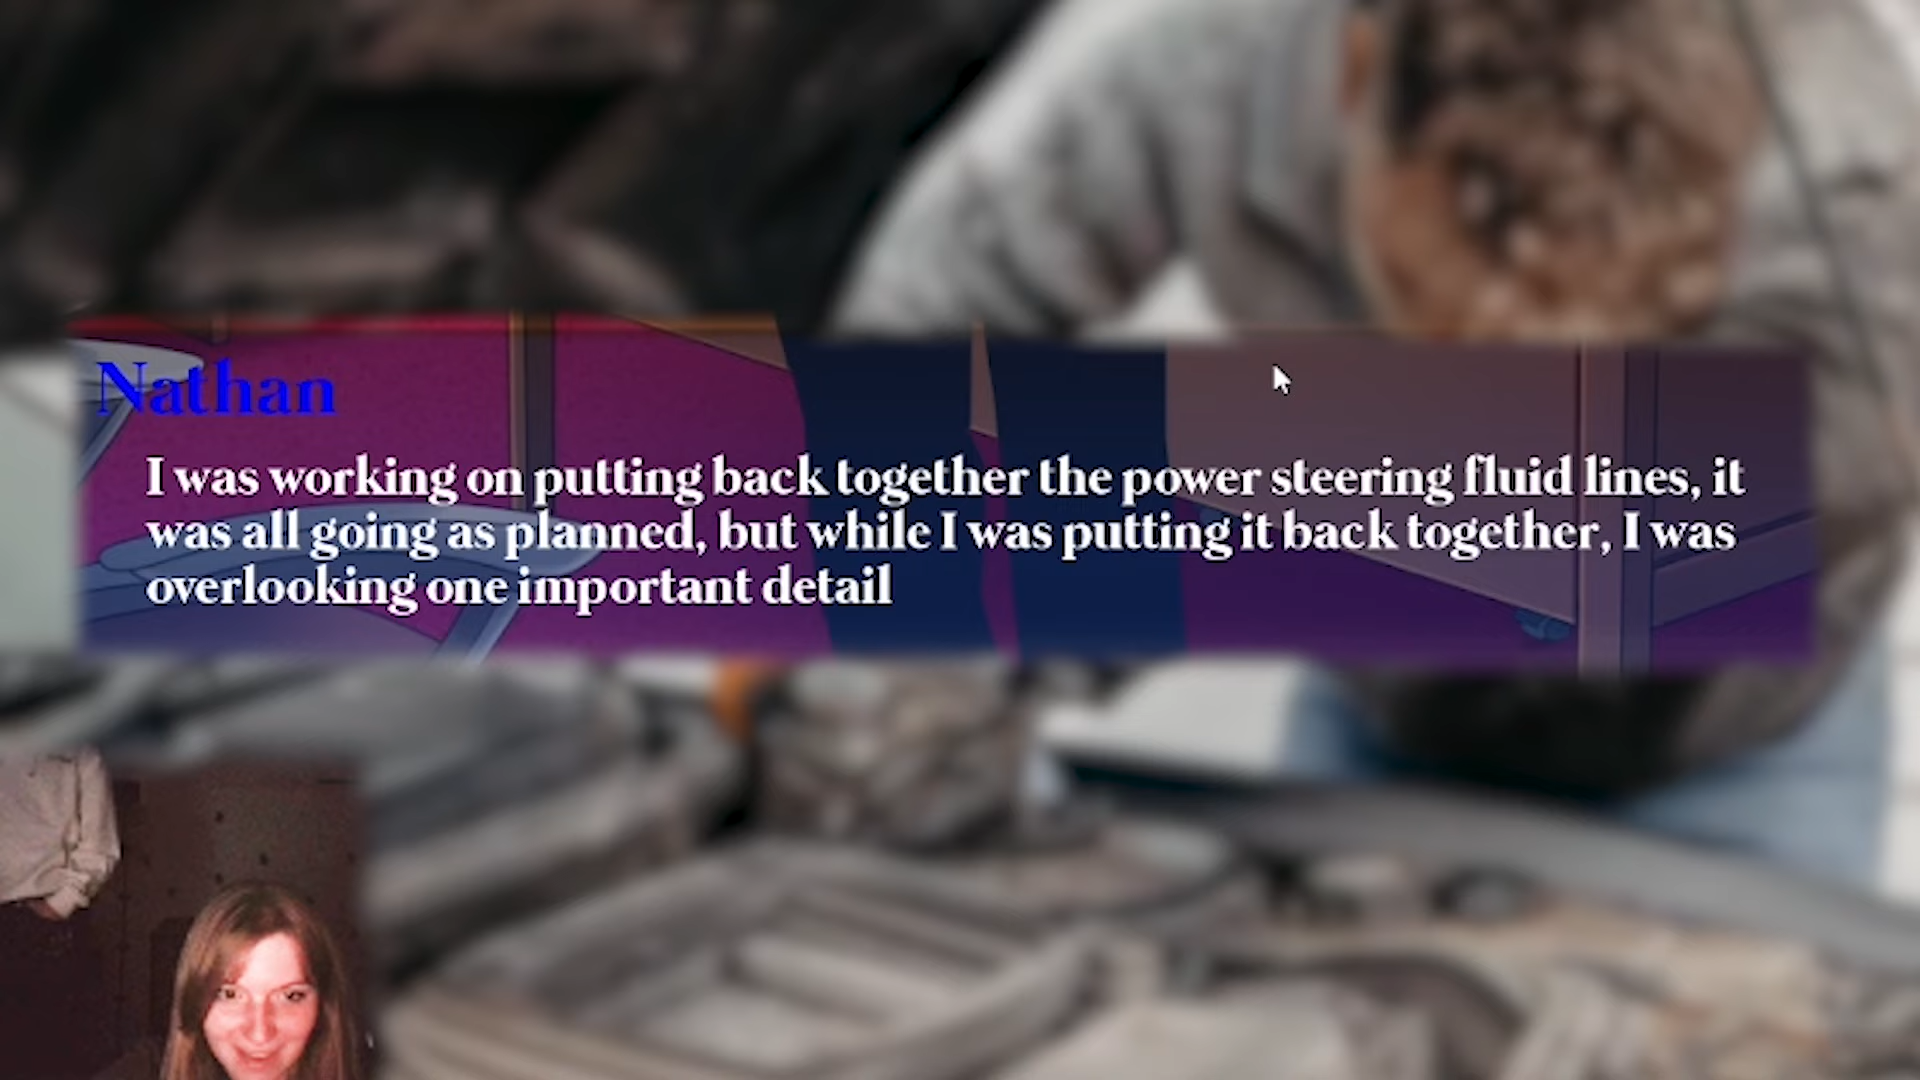 Nathan
I was working on putting back together the power steering fluid lines, it
was all going as planned, but while I was putting it back together, I was
overlooking one important detail